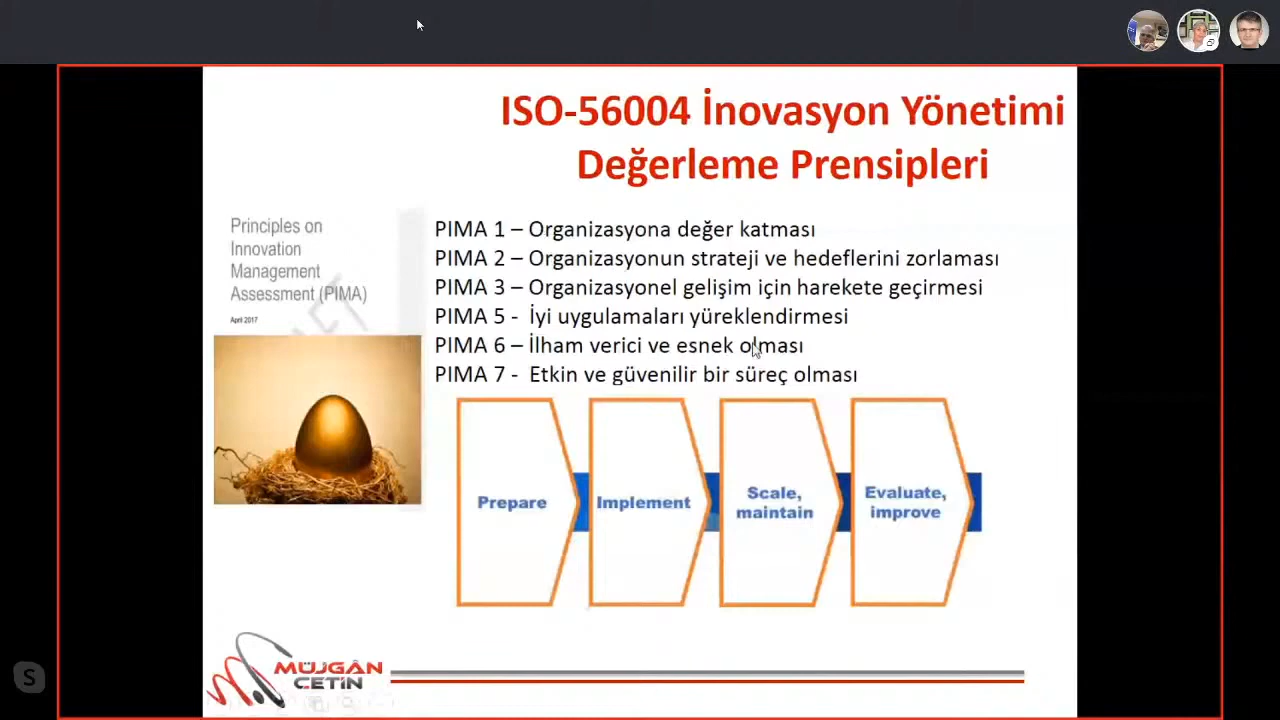 ISO-56004 İnovasyon Yönetimi
Değerleme Prensipleri
Principles on
Innovation
Management
Assessment (PIMA)
April 2017
PIMA 1 – Organizasyona değer katması
PIMA 2 – Organizasyonun strateji ve hedeflerini zorlaması
PIMA 3 – Organizasyonel gelişim için harekete geçirmesi
PIMA 5 - İyi uygulamaları yüreklendirmesi
PIMA 6 – İlham verici ve esnek olması
PIMA 7 - Etkin ve güvenilir bir süreç olması
Prepare
Implement
Scale,
maintain
Evaluate,
improve
MÜJGÂN
ÇETİN
S